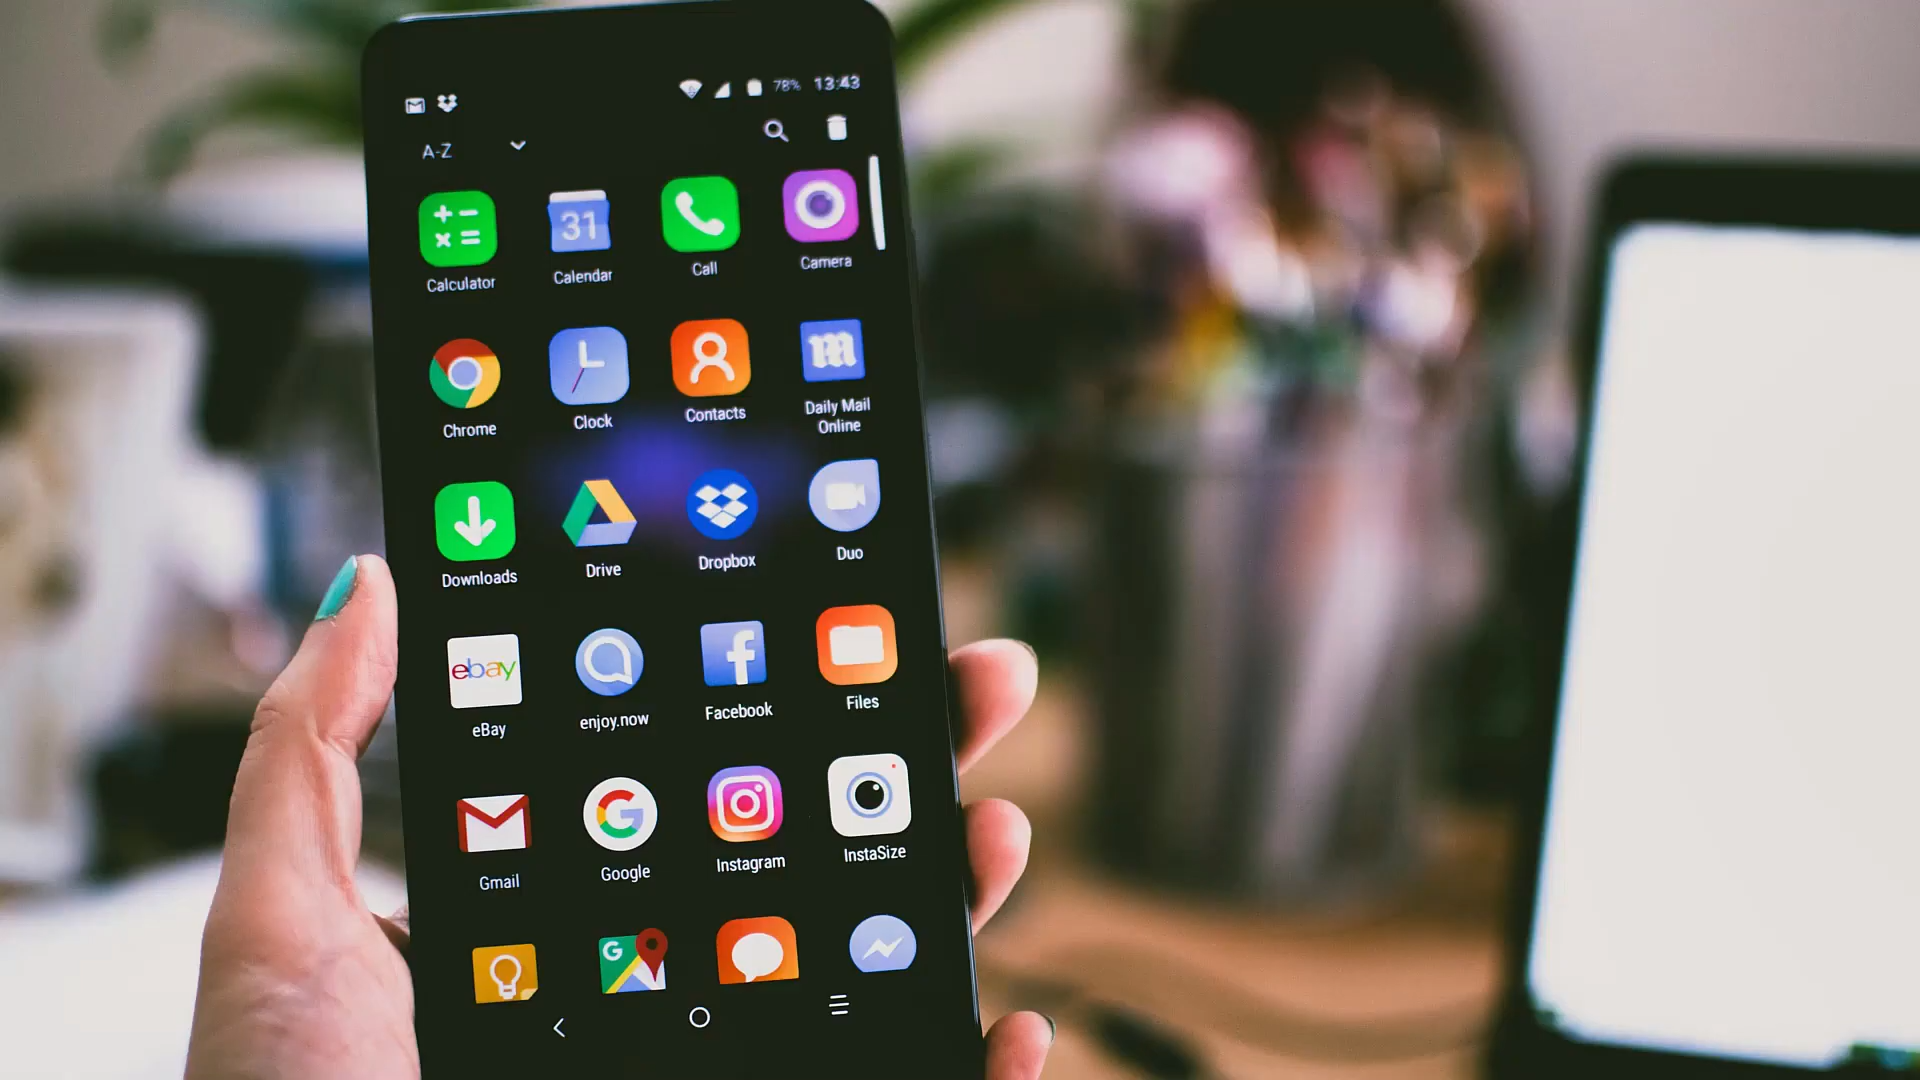 78% 13:43
A-Z
31
Calculator Calendar Call Camera
m
Chrome Clock Contacts Daily Mail
Online
Downloads Drive Dropbox Duo
ebay
f
eBay enjoy.now Facebook Files
G
Gmail Google Instagram InstaSize
G